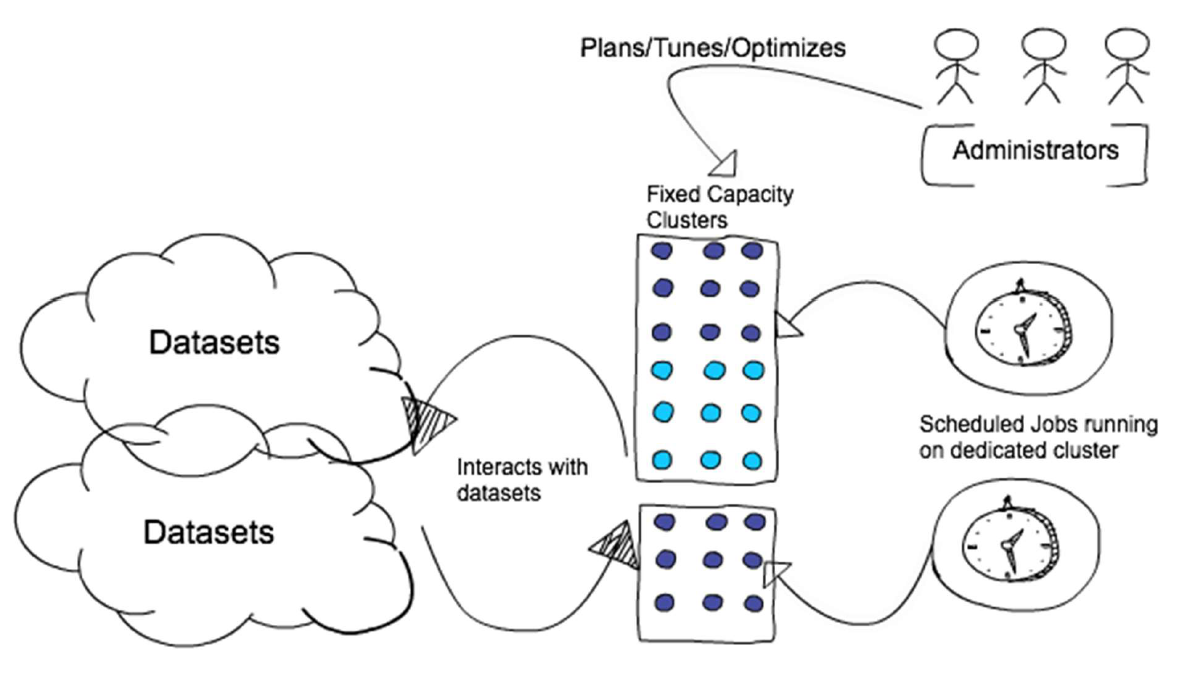 Plans/Tunes/Optimizes
Administrators
Fixed Capacity
Clusters
Datasets
Scheduled Jobs running
on dedicated cluster
Interacts with
datasets
Datasets